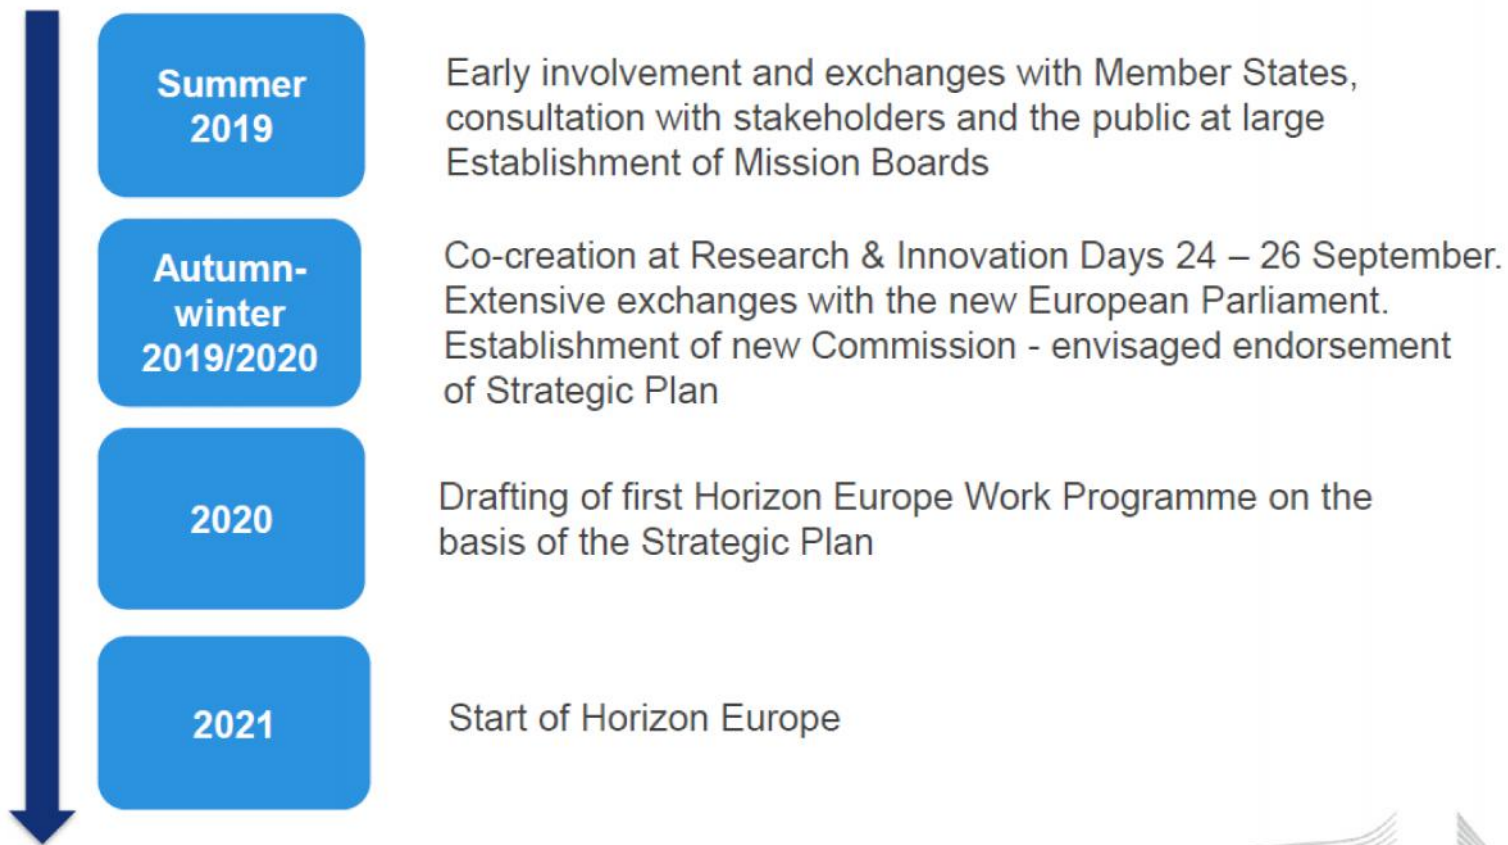 Summer
2019
Early involvement and exchanges with Member States,
consultation with stakeholders and the public at large
Establishment of Mission Boards
Autumn-
winter
2019/2020
Co-creation at Research & Innovation Days 24 – 26 September.
Extensive exchanges with the new European Parliament.
Establishment of new Commission - envisaged endorsement
of Strategic Plan
2020
Drafting of first Horizon Europe Work Programme on the
basis of the Strategic Plan
2021
Start of Horizon Europe